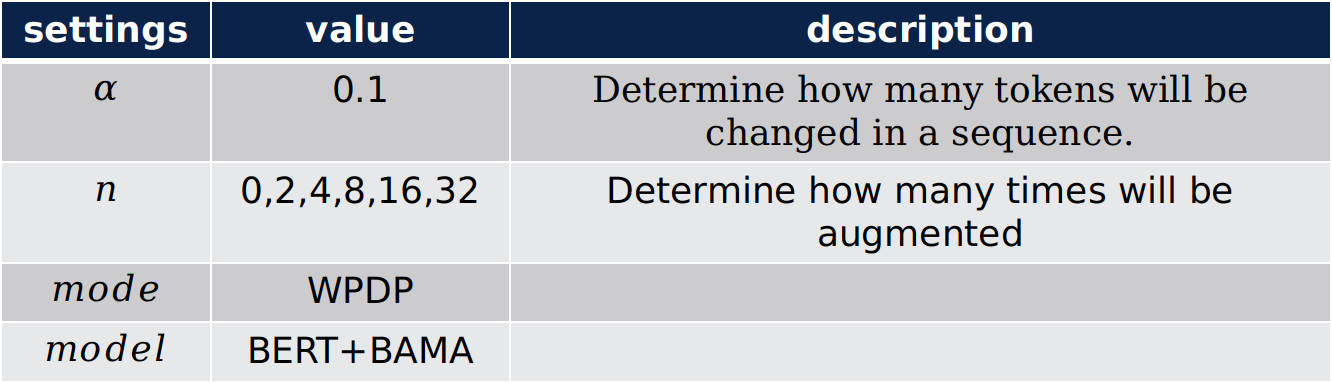 settings value description
α 0.1 Determine how many tokens will be
changed in a sequence.
n 0,2,4,8,16,32 Determine how many times will be
augmented
mode WPDP
model BERT+BAMA